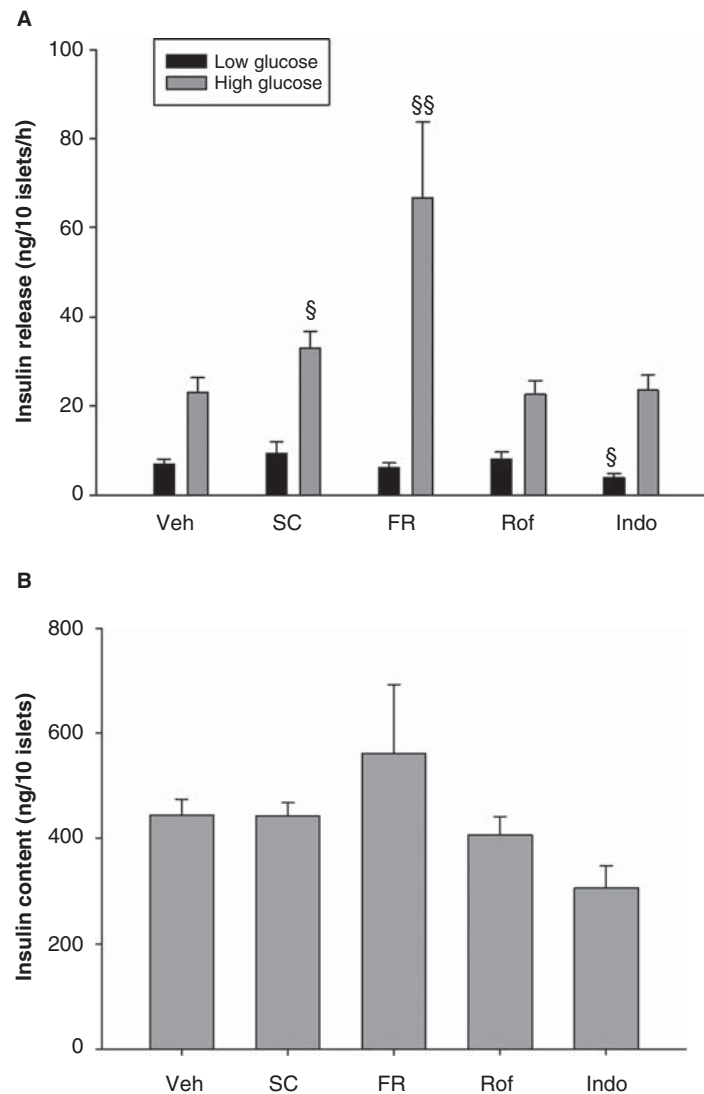 A
Insulin release (ng/10 islets/h)
100
80
60
40
20
0
Low glucose
High glucose
§
§§
§
Veh SC FR Rof Indo
B
Insulin content (ng/10 islets)
800
600
400
200
0
Veh SC FR Rof Indo